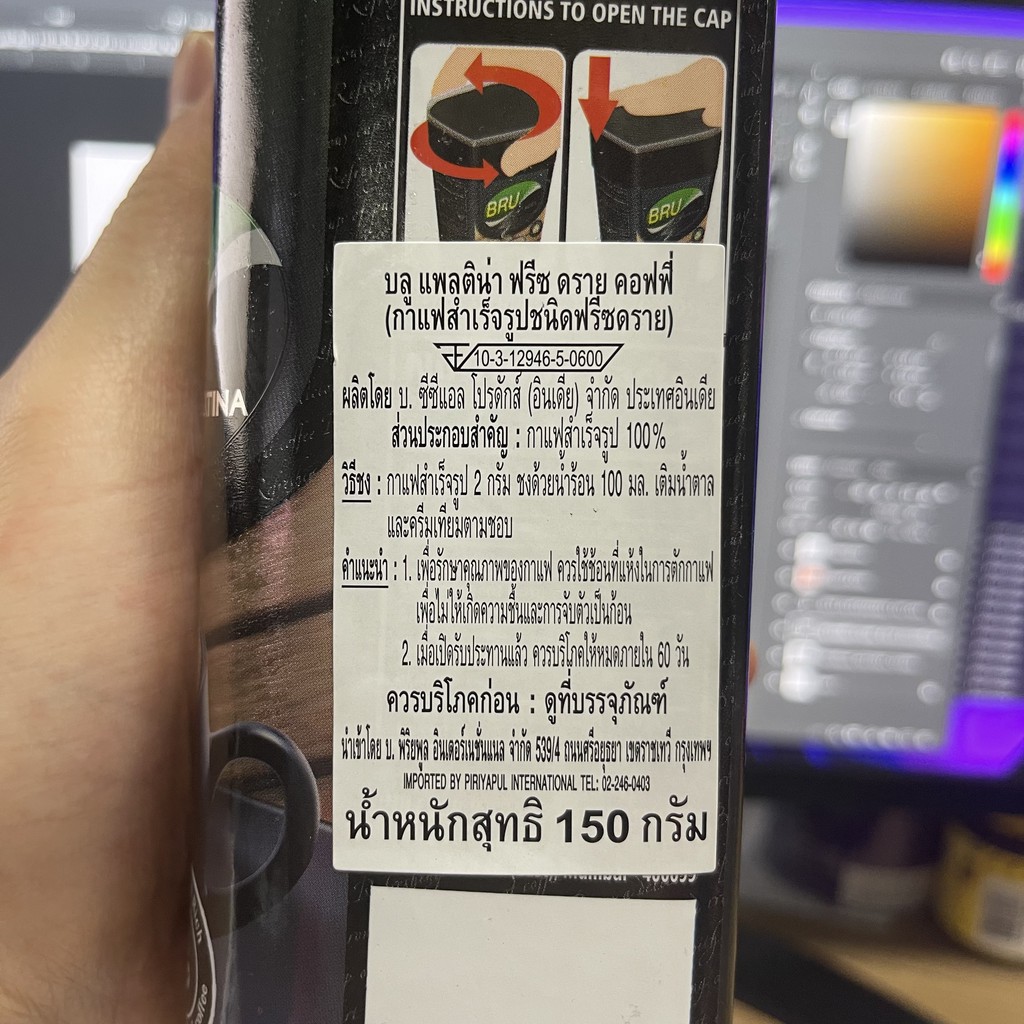 INSTRUCTIONS TO OPEN THE CAP
BRU
BRU
TINA
บลู แพลติน่า ฟรีซ ดราย คอฟฟี่
(กาแฟสำเร็จรูปชนิดฟรีซดราย)
10-3-12946-5-0600
ผลิตโดย บ. ซีซีแอล โปรดักส์ (อินเดีย) จำกัด ประเทศอินเดีย
ส่วนประกอบสำคัญ : กาแฟสำเร็จรูป 100%
วิธีชง : กาแฟสำเร็จรูป 2 กรัม ชงด้วยน้ำร้อน 100 มล. เติมน้ำตาล
และครีมเทียมตามชอบ
คำแนะนำ : 1. เพื่อรักษาคุณภาพของกาแฟ ควรใช้ช้อนที่แห้งในการตักกาแฟ
เพื่อไม่ให้เกิดความชื้นและการจับตัวเป็นก้อน
2. เมื่อเปิดรับประทานแล้ว ควรบริโภคให้หมดภายใน 60 วัน
ควรบริโภคก่อน : ดูที่บรรจุภัณฑ์
นำเข้าโดย บ. พิริยพูล อินเตอร์เนชั่นแนล จำกัด 539/4 ถนนศรีอยุธยา เขตราชเทวี กรุงเทพฯ
IMPORTED BY PIRIYAPUL INTERNATIONAL TEL: 02-246-0403
น้ำหนักสุทธิ 150 กรัม